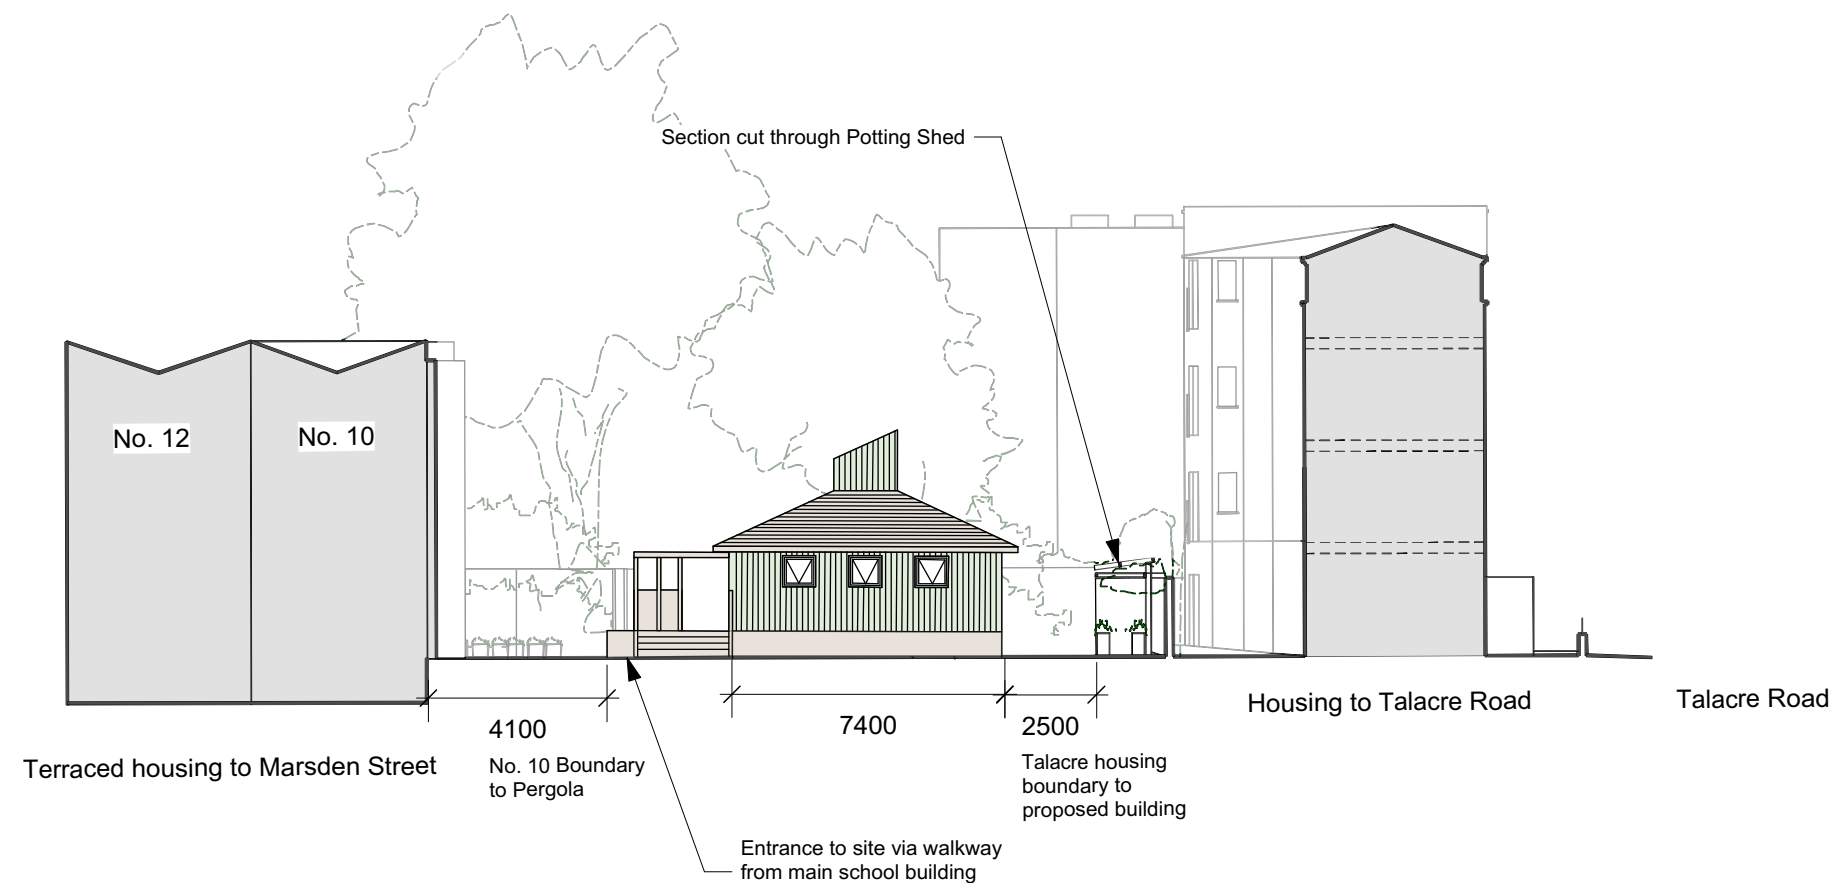 Section cut through Potting Shed
No. 12
No. 10
4100
7400
2500
Housing to Talacre Road
Talacre Road
Terraced housing to Marsden Street
No. 10 Boundary
to Pergola
Talacre housing
boundary to
proposed building
Entrance to site via walkway
from main school building